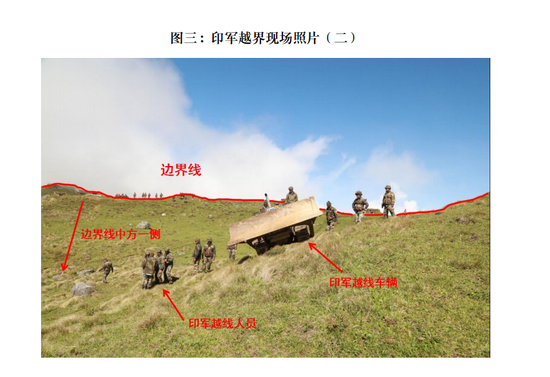 图三：印军越界现场照片（二）
边界线
边界线中方一侧
印军越线车辆
印军越线人员